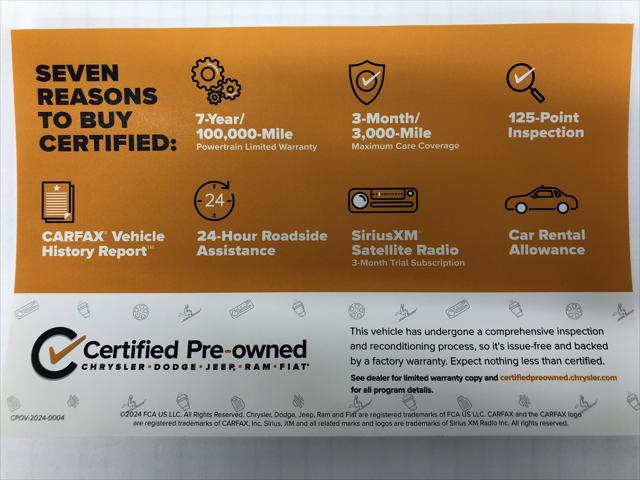 SEVEN
REASONS
TO BUY
CERTIFIED:
7-Year/
100,000-Mile
Powertrain Limited Warranty
3-Month/
3,000-Mile
Maximum Care Coverage
125-Point
Inspection
CARFAX® Vehicle
History Report™
24
24-Hour Roadside
Assistance
SiriusXM®
Satellite Radio
3-Month Trial Subscription
Car Rental
Allowance
Certified Pre-owned
CHRYSLER • DODGE • JEEP® • RAM • FIAT®
This vehicle has undergone a comprehensive inspection
and reconditioning process, so it's issue-free and backed
by a factory warranty. Expect nothing less than certified.
See dealer for limited warranty copy and certifiedpreowned.chrysler.com
for all program details.
CPOV-2024-0004
©2024 FCA US LLC. All Rights Reserved. Chrysler, Dodge, Jeep, Ram and Fiat are registered trademarks of FCA US LLC. CARFAX and the CARFAX logo
are registered trademarks of CARFAX, Inc. Sirius, XM and all related marks and logos are trademarks of Sirius XM Radio Inc. All rights reserved.